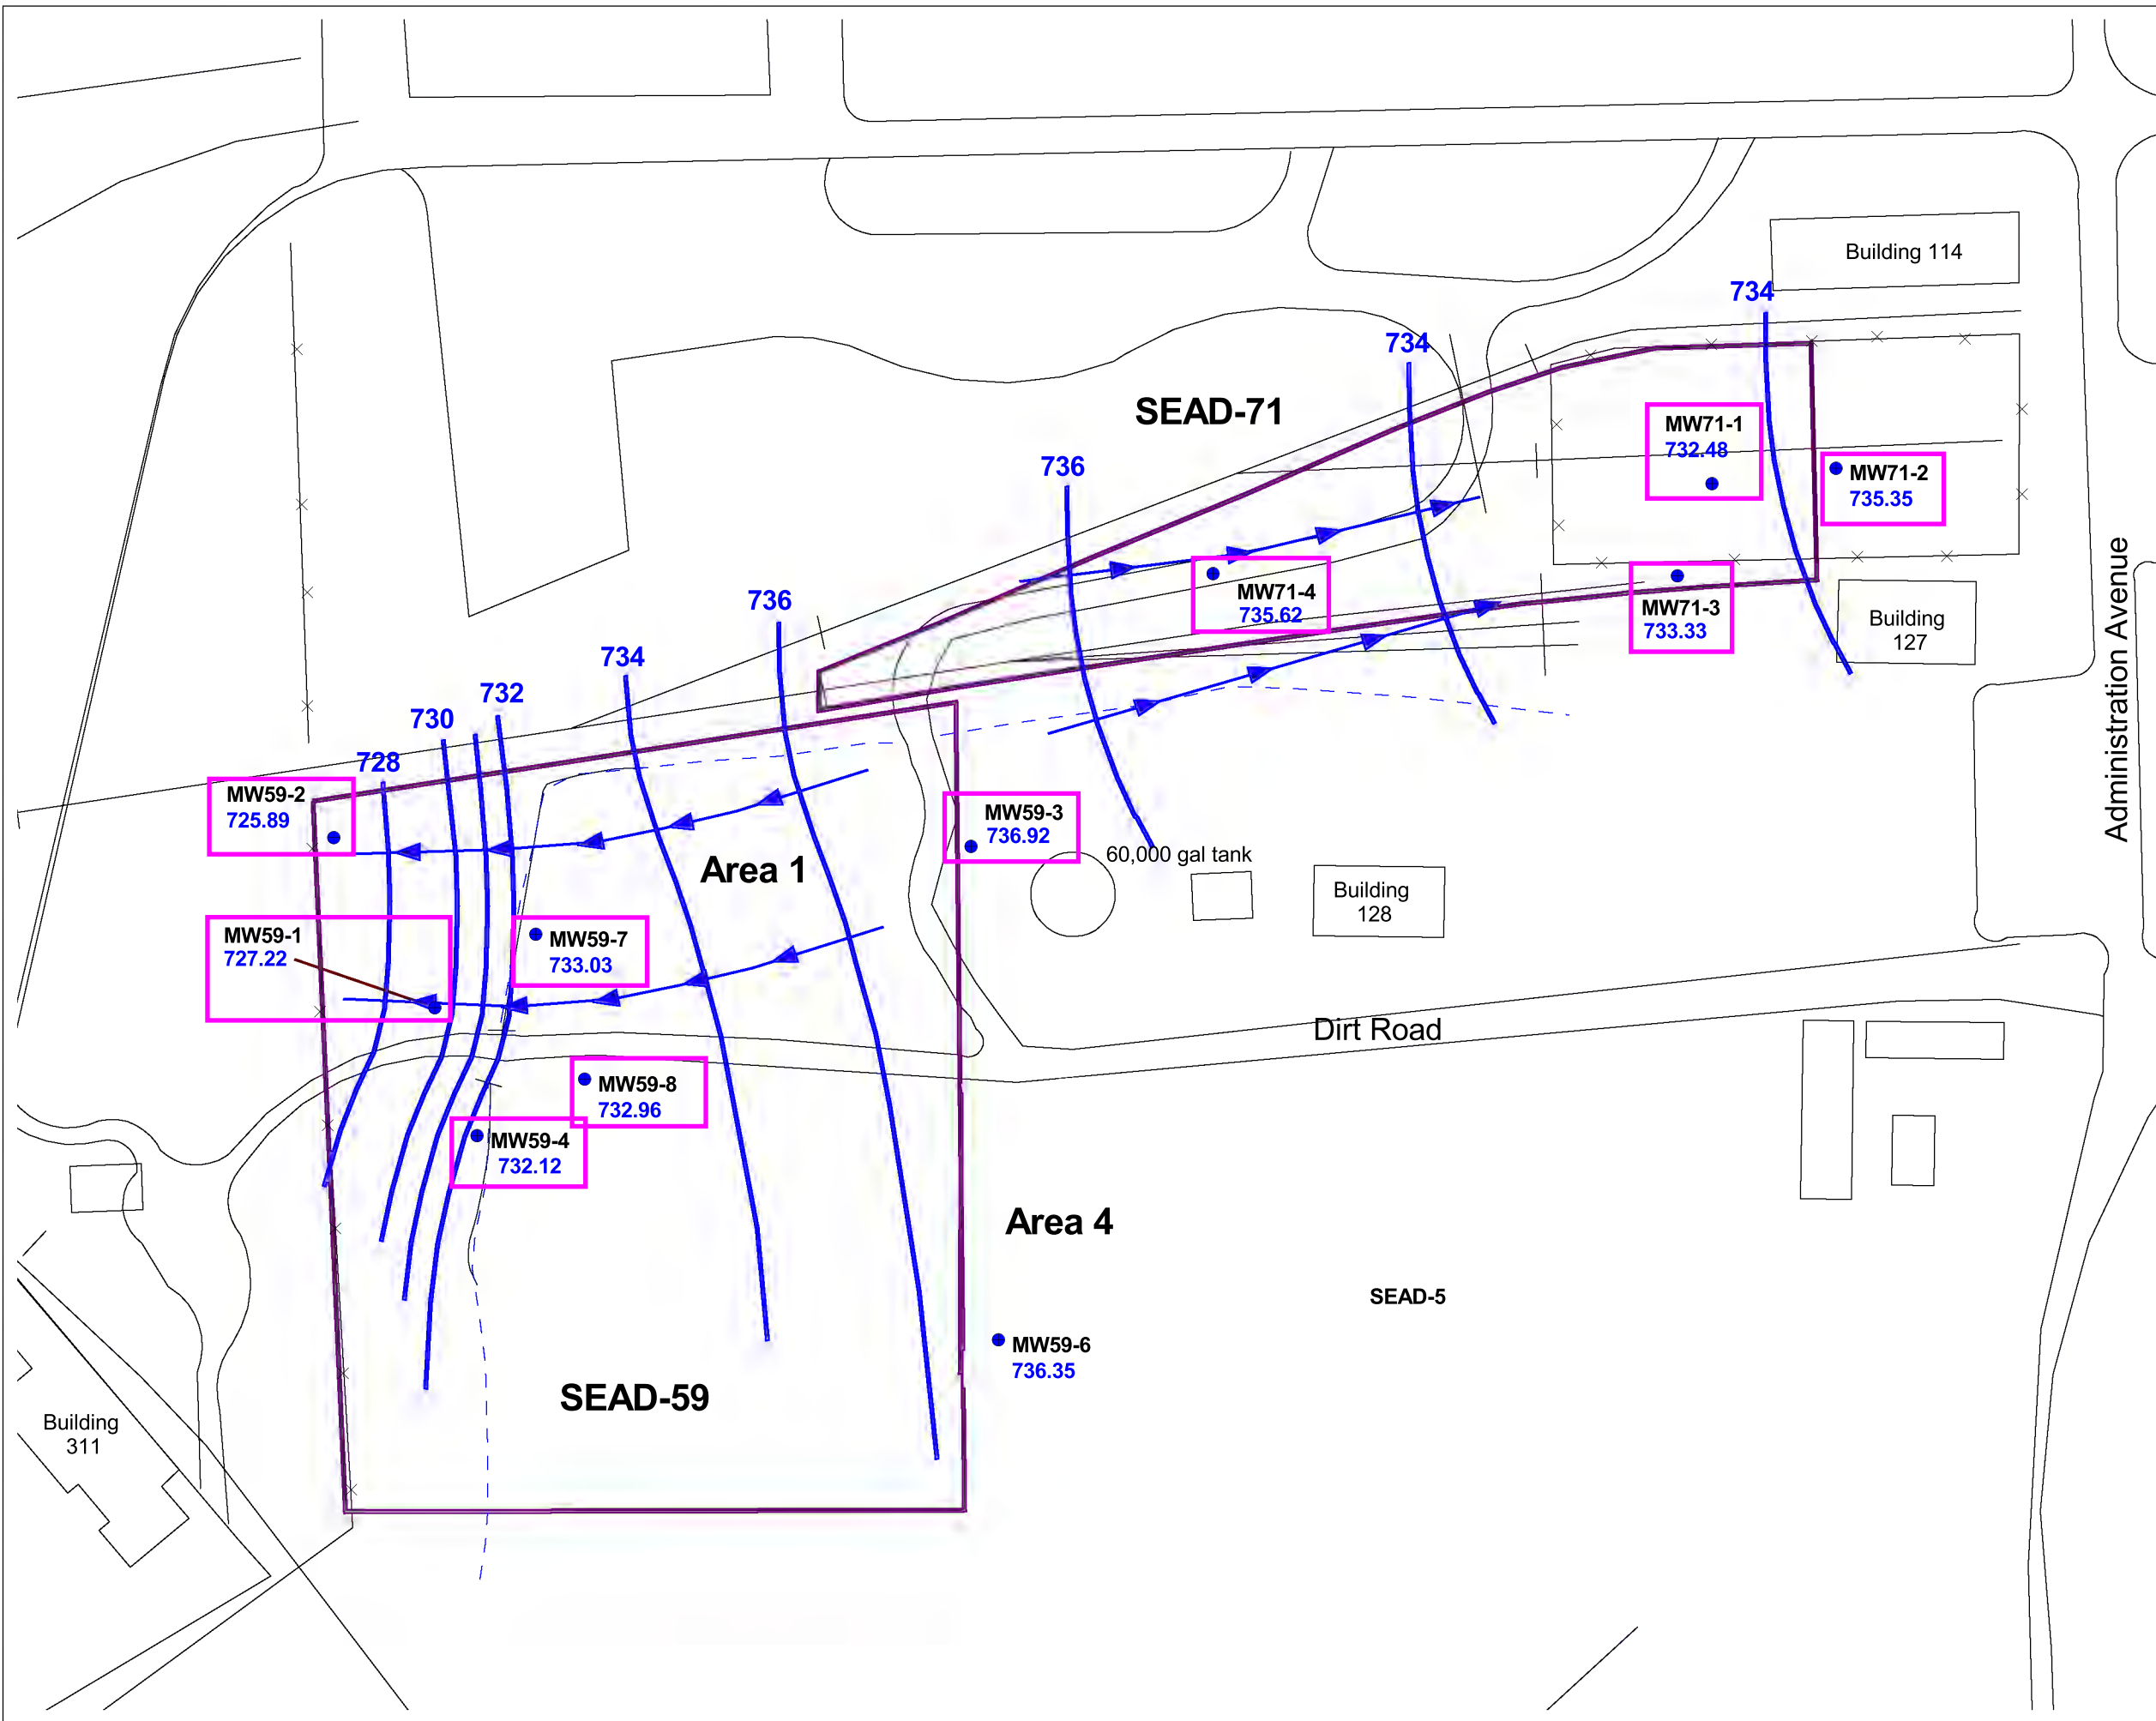 Building 114
734
734
SEAD-71
MW71-1
732.48
736
MW71-2
735.35
MW71-4
735.62
736
MW71-3
733.33
Building
127
Administration Avenue
734
732
730
728
MW59-2
725.89
MW59-3
736.92
60,000 gal tank
Area 1
Building
128
MW59-1
727.22
MW59-7
733.03
Dirt Road
MW59-8
732.96
MW59-4
732.12
Area 4
SEAD-5
MW59-6
736.35
SEAD-59
Building
311